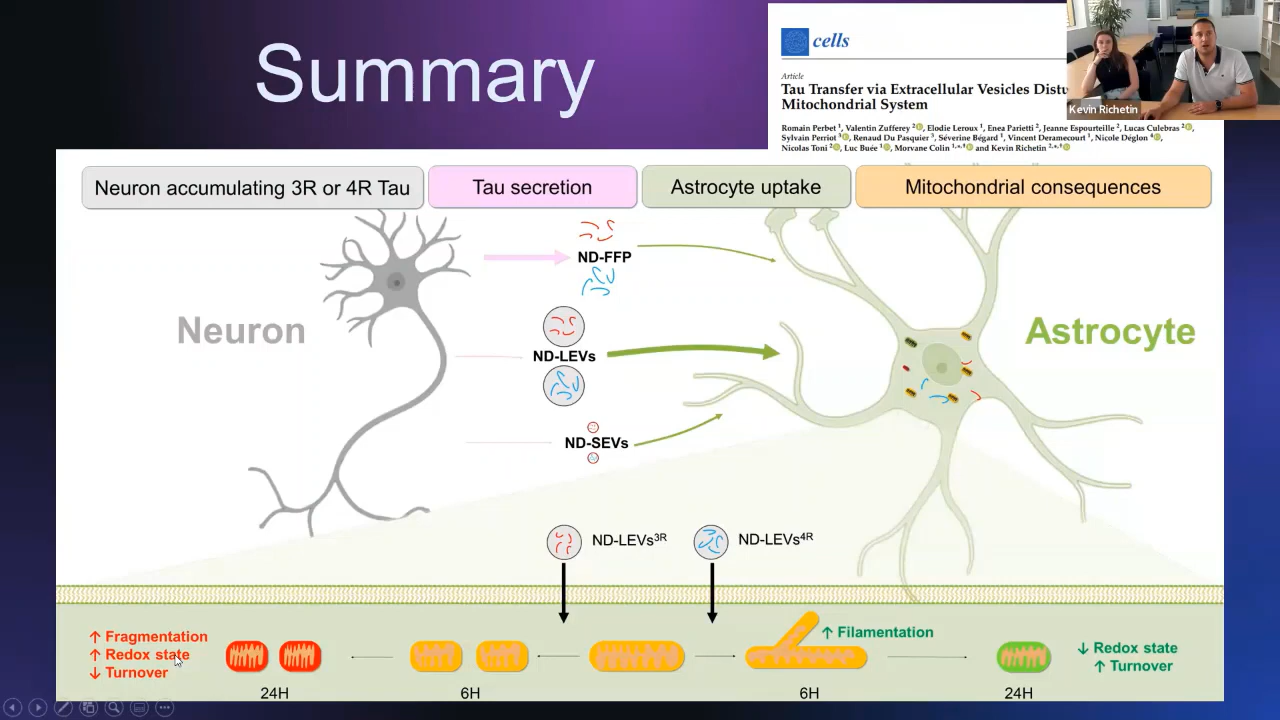 Summary
cells
Article
Tau Transfer via Extracellular Vesicles Distu
Mitochondrial System
Romain Perbet 1, Valentin Zufferey 2, Elodie Leroux 1, Enea Parietti 2, Jeanne Espourteille 2, Lucas Culebras 2,
Sylvain Perriot 3, Renaud Du Pasquier 3, Séverine Bégard 1, Vincent Deramecourt 1, Nicole Déglon 4,
Nicolas Toni 2, Luc Buée 1, Morvane Colin 1,*,† and Kevin Richetin 2,*,†
Kevin Richetin
Neuron accumulating 3R or 4R Tau
Tau secretion
Astrocyte uptake
Mitochondrial consequences
ND-FFP
Neuron
Astrocyte
ND-LEVs
ND-SEVs
ND-LEVs3R
ND-LEVs4R
↑ Fragmentation
↑ Redox state
↓ Turnover
↑ Filamentation
↓ Redox state
↑ Turnover
24H
6H
6H
24H